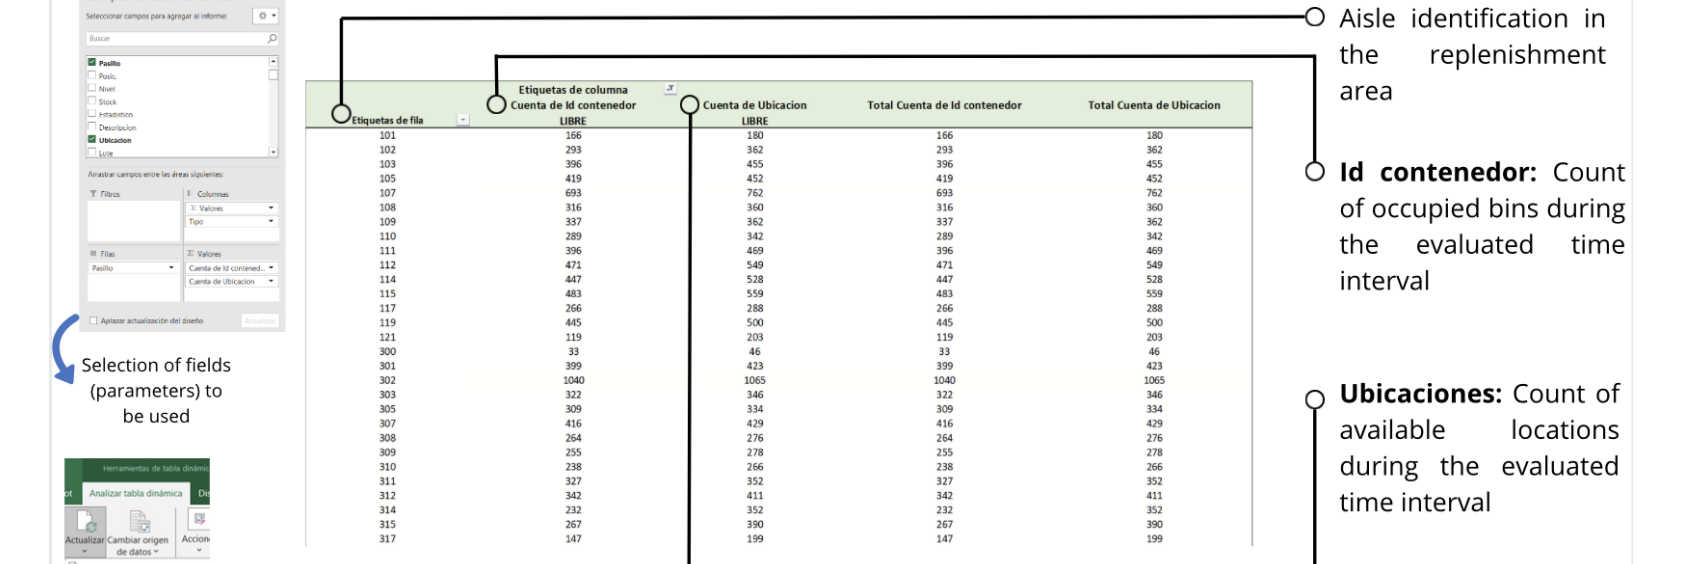 Seleccionar campos para agregar al informe:
Buscar
Pasillo
Posic.
Nivel
Stock
Estadistico
Descripcion
Ubicacion
Lote
Arrastrar campos entre las áreas siguientes:
Filtros
Columnas
Σ Valores
Tipo
Filas
Σ Valores
Pasillo
Cuenta de Id contened...
Cuenta de Ubicacion
Aplazar actualización del diseño
Actualizar
Selection of fields
(parameters) to
be used
Herramientas de tabla dinámic
ot Analizar tabla dinámica Di
Actualizar Cambiar origen Accion
de datos
Etiquetas de columna
Cuenta de Id contenedor Cuenta de Ubicacion Total Cuenta de Id contenedor Total Cuenta de Ubicacion
Etiquetas de fila LIBRE LIBRE
101 166 180 166 180
102 293 362 293 362
103 396 455 396 455
105 419 452 419 452
107 693 762 693 762
108 316 360 316 360
109 337 362 337 362
110 289 342 289 342
111 396 469 396 469
112 471 549 471 549
114 447 528 447 528
115 483 559 483 559
117 266 288 266 288
119 445 500 445 500
121 119 203 119 203
300 33 46 33 46
301 399 423 399 423
302 1040 1065 1040 1065
303 322 346 322 346
305 309 334 309 334
307 416 429 416 429
308 264 276 264 276
309 255 278 255 278
310 238 266 238 266
311 327 352 327 352
312 342 411 342 411
314 232 352 232 352
315 267 390 267 390
317 147 199 147 199
Aisle identification in
the replenishment
area
Id contenedor: Count
of occupied bins during
the evaluated time
interval
Ubicaciones: Count of
available locations
during the evaluated
time interval